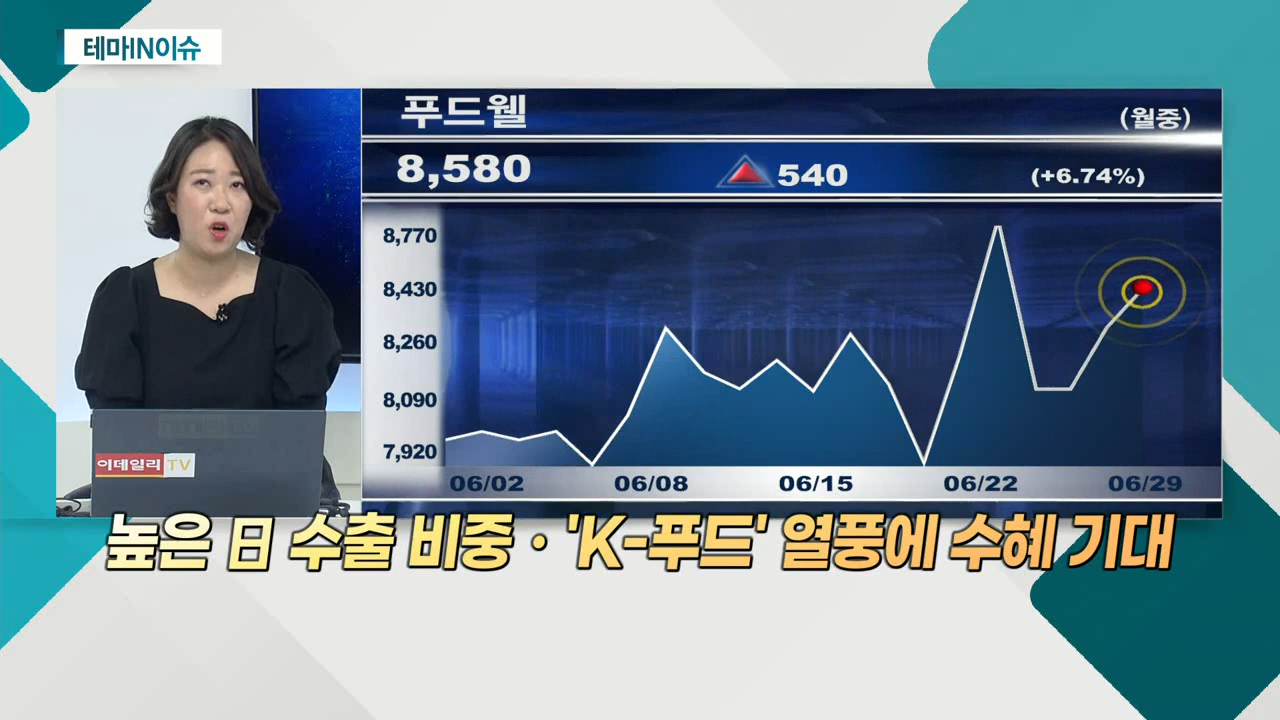 테마IN이슈
푸드웰
(월중)
8,580
540
(+6.74%)
8,770
8,430
8,260
8,090
7,920
06/02
06/08
06/15
06/22
06/29
이데일리 TV
높은 日 수출 비중·'K-푸드' 열풍에 수혜 기대